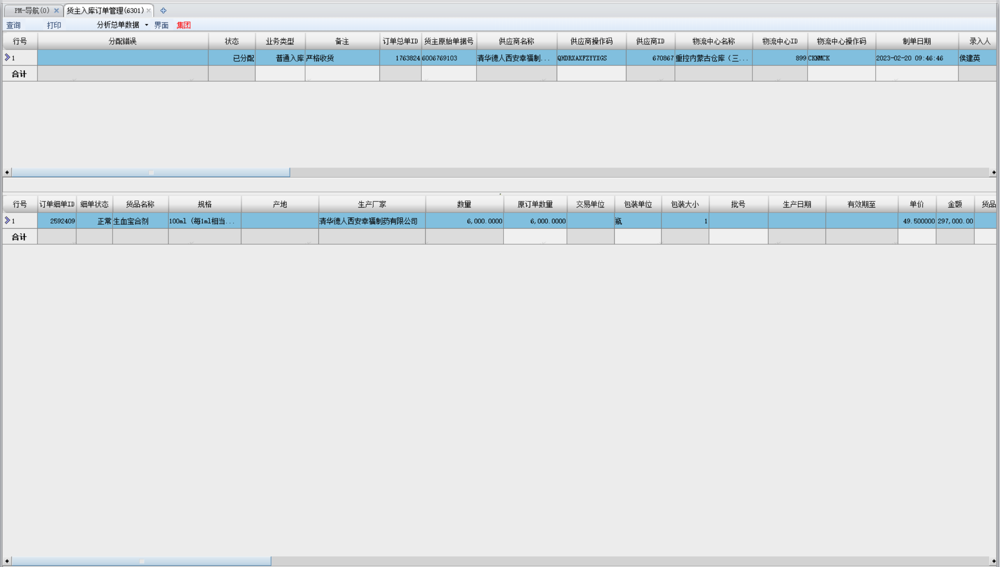 PM-导航(0) 货主入库订单管理(6301)
查询 打印 分析总单数据 界面 集团
行号 分配错误 状态 业务类型 备注 订单总单ID 货主原始单据号 供应商名称 供应商操作码 供应商ID 物流中心名称 物流中心ID 物流中心操作码 制单日期 录入人
1 已分配 普通入库 严格收货 1763824 6006769103 清华德人西安幸福制... QHDRXAXFZYYXGS 670867 重控内蒙古仓库（三... 899 CKNMCK 2023-02-20 09:46:46 侯建英
合计
行号 订单细单ID 细单状态 货品名称 规格 产地 生产厂家 数量 原订单数量 交易单位 包装单位 包装大小 批号 生产日期 有效期至 单价 金额 货品
1 2592409 正常 生血宝合剂 100ml（每1ml相当... 清华德人西安幸福制药有限公司 6,000.0000 6,000.0000 瓶 1 49.500000 297,000.00
合计